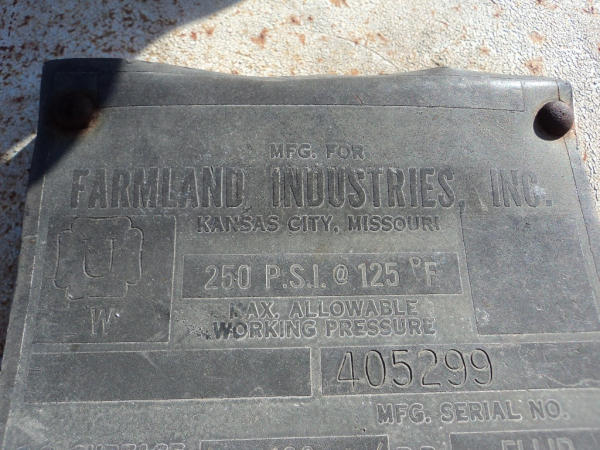 MFG. FOR
FARMLAND INDUSTRIES, INC.
KANSAS CITY, MISSOURI
U
W
250 P.S.I. @ 125 °F
MAX. ALLOWABLE
WORKING PRESSURE
405299
MFG. SERIAL NO.